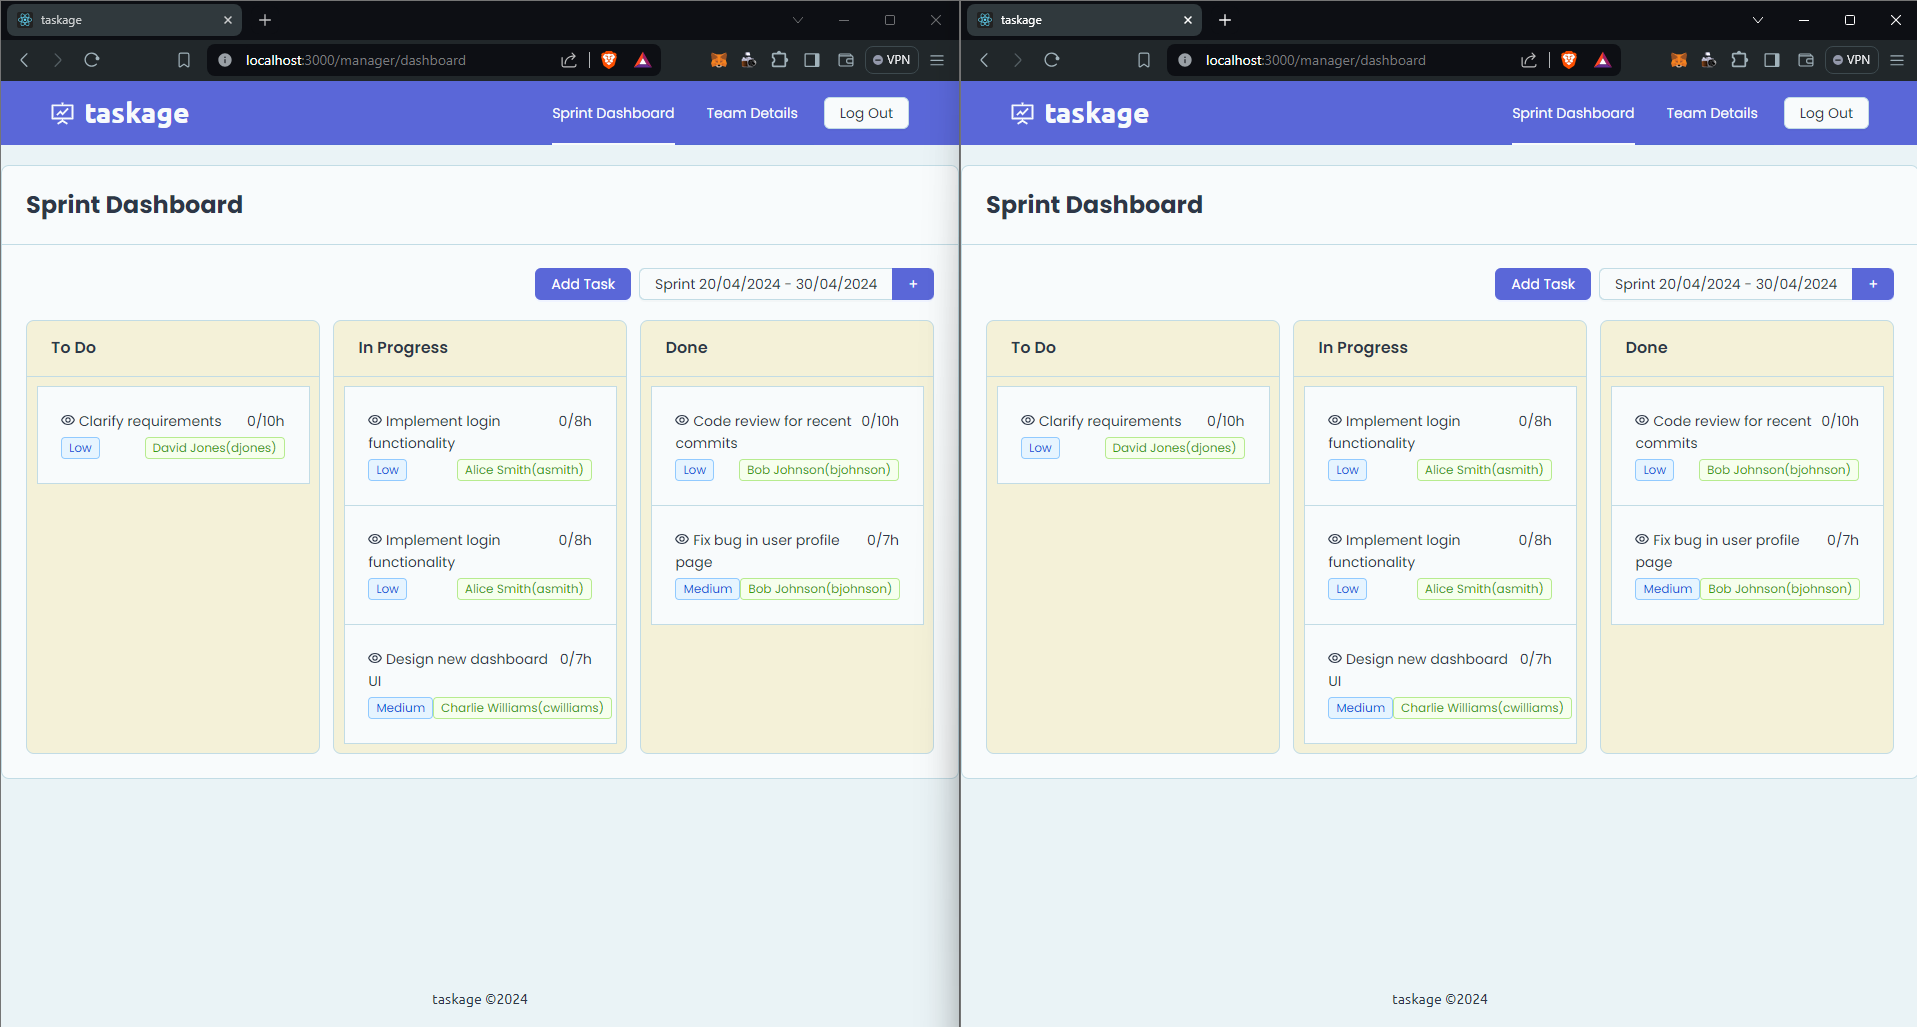 taskage
localhost:3000/manager/dashboard
VPN
taskage
Sprint Dashboard
Team Details
Log Out
Sprint Dashboard
Add Task
Sprint 20/04/2024 - 30/04/2024
+
To Do
Clarify requirements 0/10h
Low David Jones(djones)
In Progress
Implement login 0/8h
functionality
Low Alice Smith(asmith)
Implement login 0/8h
functionality
Low Alice Smith(asmith)
Design new dashboard 0/7h
UI
Medium Charlie Williams(cwilliams)
Done
Code review for recent 0/10h
commits
Low Bob Johnson(bjohnson)
Fix bug in user profile 0/7h
page
Medium Bob Johnson(bjohnson)
taskage ©2024
taskage
localhost:3000/manager/dashboard
VPN
taskage
Sprint Dashboard
Team Details
Log Out
Sprint Dashboard
Add Task
Sprint 20/04/2024 - 30/04/2024
+
To Do
Clarify requirements 0/10h
Low David Jones(djones)
In Progress
Implement login 0/8h
functionality
Low Alice Smith(asmith)
Implement login 0/8h
functionality
Low Alice Smith(asmith)
Design new dashboard 0/7h
UI
Medium Charlie Williams(cwilliams)
Done
Code review for recent 0/10h
commits
Low Bob Johnson(bjohnson)
Fix bug in user profile 0/7h
page
Medium Bob Johnson(bjohnson)
taskage ©2024